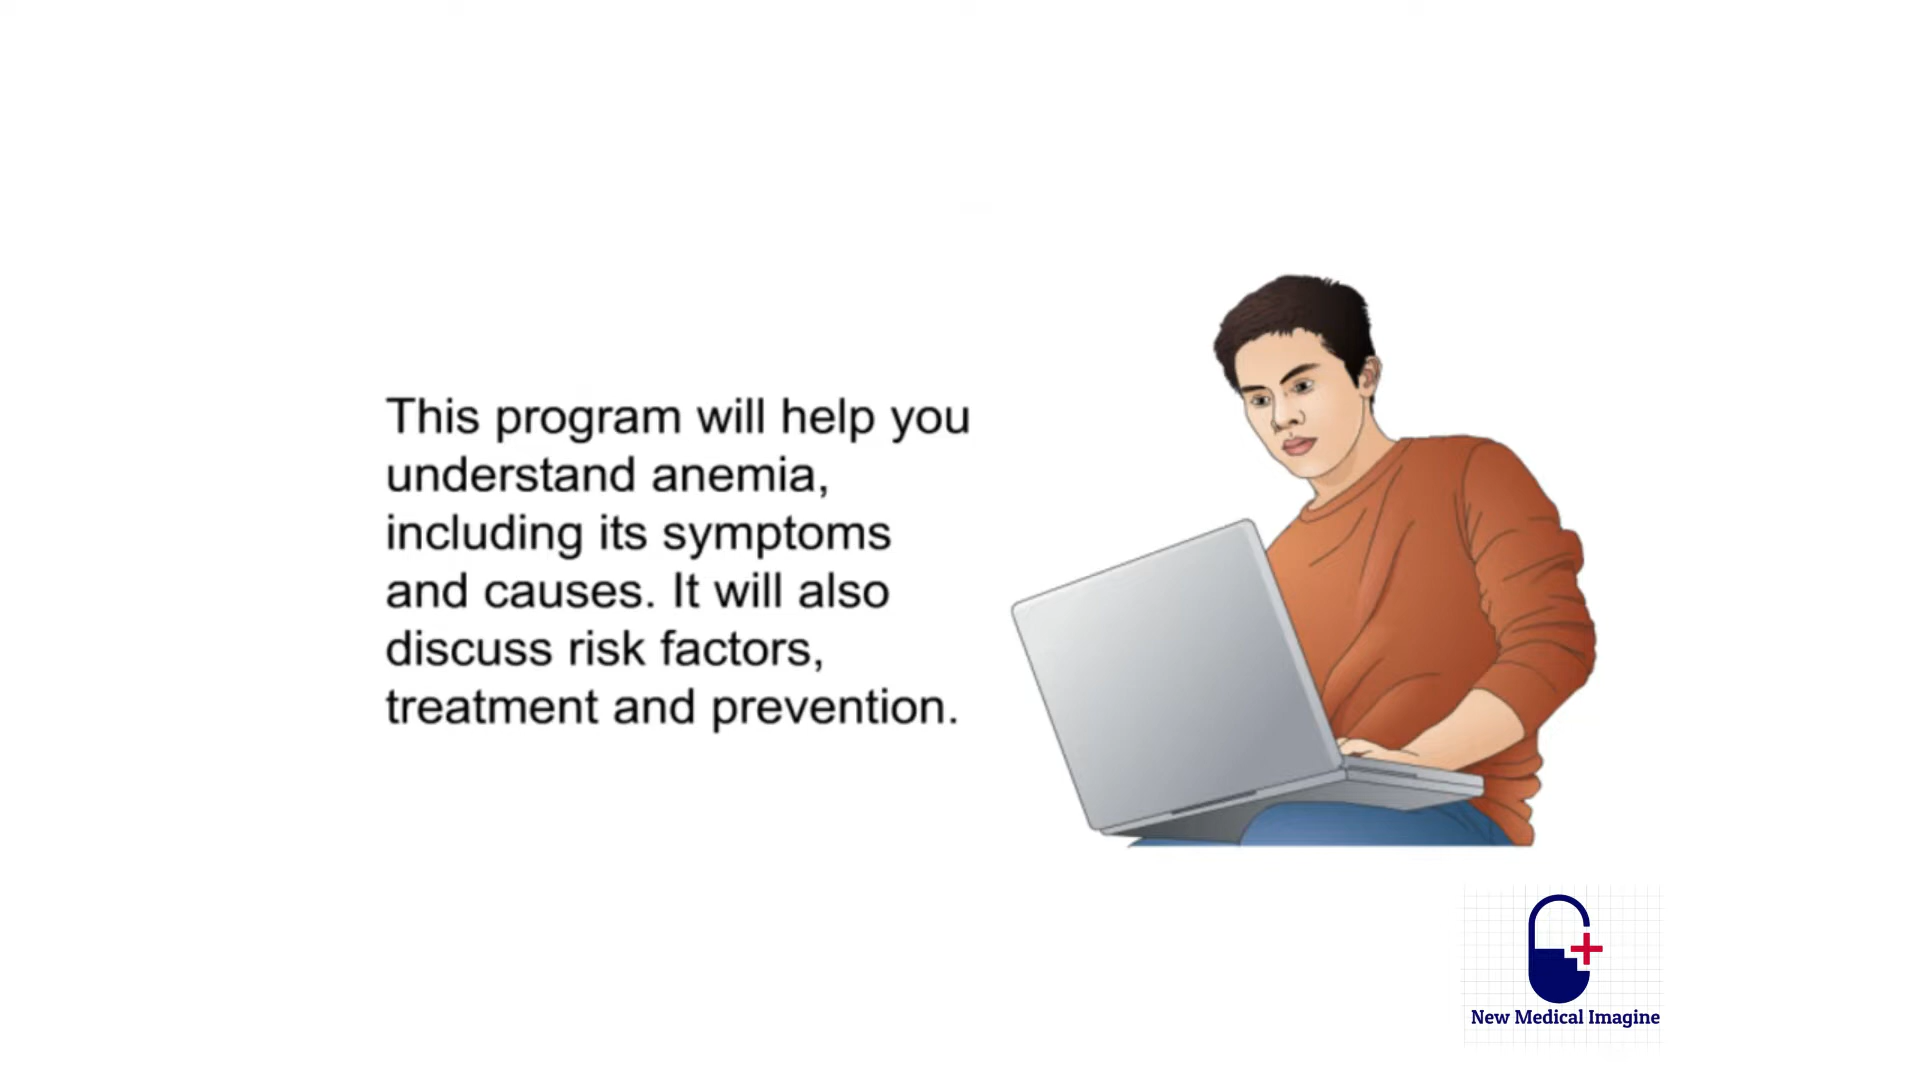 This program will help you
understand anemia,
including its symptoms
and causes. It will also
discuss risk factors,
treatment and prevention.
New Medical Imagine